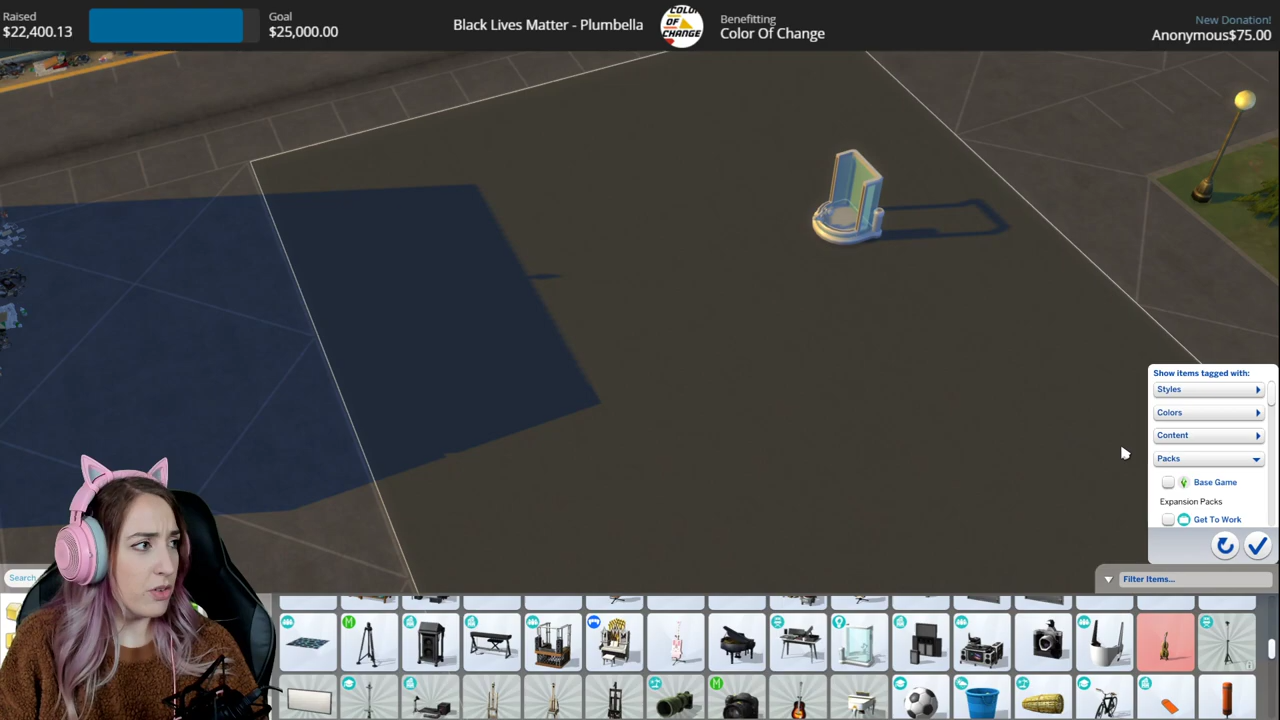 Raised
$22,400.13
Goal
$25,000.00
Black Lives Matter - Plumbella
COLOR
OF
CHANGE
Benefitting
Color Of Change
New Donation!
Anonymous$75.00
Show items tagged with:
Styles
Colors
Content
Packs
Base Game
Expansion Packs
Get To Work
Filter Items...
Search